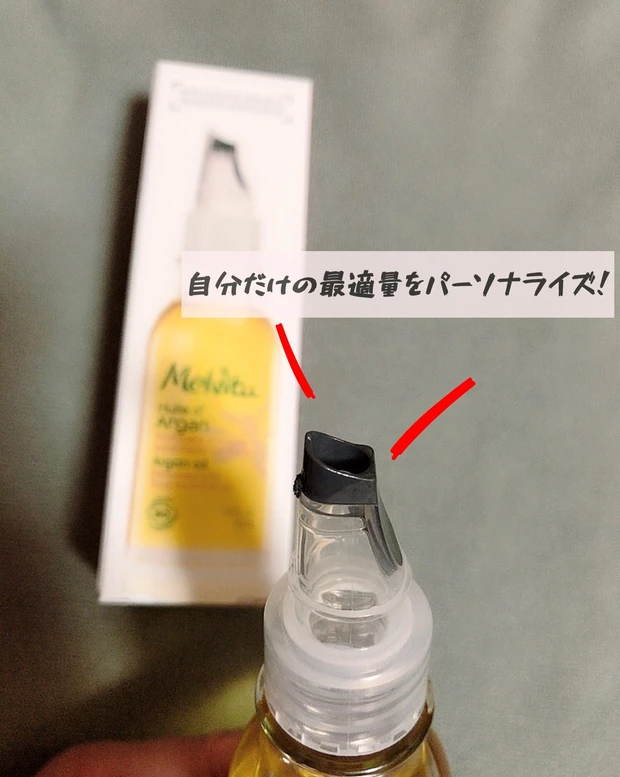 自分だけの最適量をパーソナライズ!
Melvita
Huile d'
Argan
Argan oil